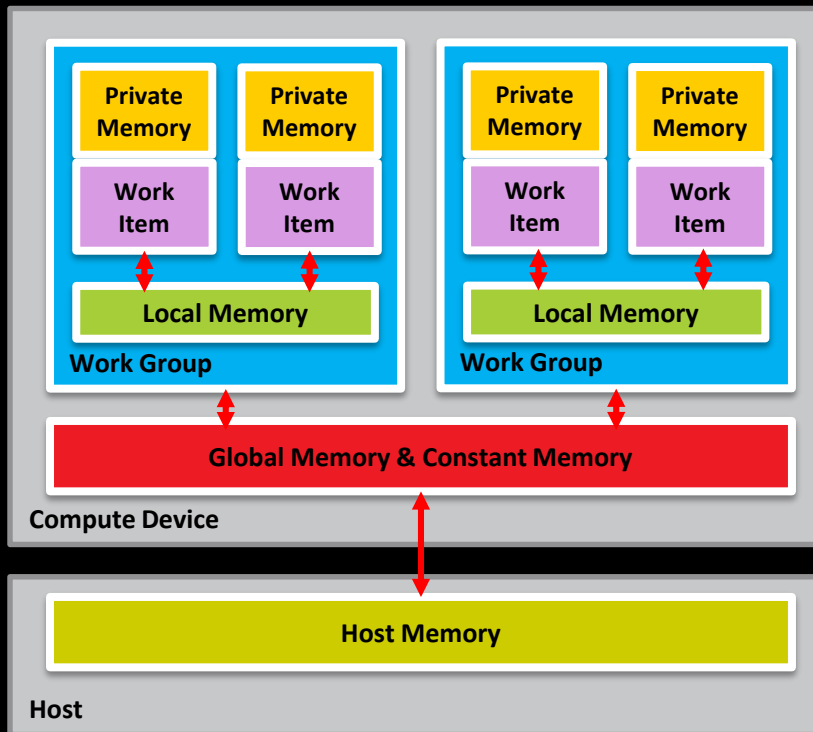 Private
Memory
Private
Memory
Private
Memory
Private
Memory
Work
Item
Work
Item
Work
Item
Work
Item
Local Memory
Local Memory
Work Group
Work Group
Global Memory & Constant Memory
Compute Device
Host Memory
Host